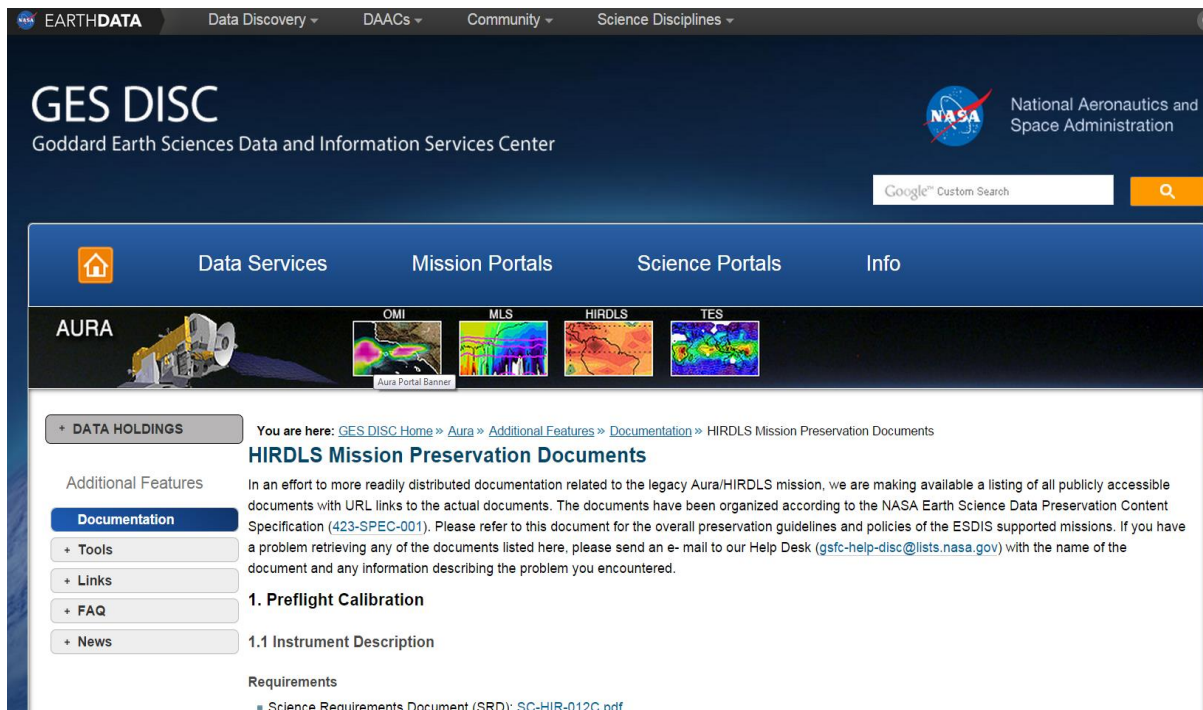 EARTHDATA Data Discovery DAACs Community Science Disciplines
GES DISC
Goddard Earth Sciences Data and Information Services Center
NASA
National Aeronautics and
Space Administration
Google™ Custom Search
Data Services Mission Portals Science Portals Info
AURA
OMI MLS HIRDLS TES
Aura Portal Banner
+ DATA HOLDINGS
Additional Features
Documentation
+ Tools
+ Links
+ FAQ
+ News
You are here: GES DISC Home » Aura » Additional Features » Documentation » HIRDLS Mission Preservation Documents
HIRDLS Mission Preservation Documents
In an effort to more readily distributed documentation related to the legacy Aura/HIRDLS mission, we are making available a listing of all publicly accessible
documents with URL links to the actual documents. The documents have been organized according to the NASA Earth Science Data Preservation Content
Specification (423-SPEC-001). Please refer to this document for the overall preservation guidelines and policies of the ESDIS supported missions. If you have
a problem retrieving any of the documents listed here, please send an e- mail to our Help Desk (gsfc-help-disc@lists.nasa.gov) with the name of the
document and any information describing the problem you encountered.
1. Preflight Calibration
1.1 Instrument Description
Requirements
Science Requirements Document (SRD): SC-HIR-012C.pdf